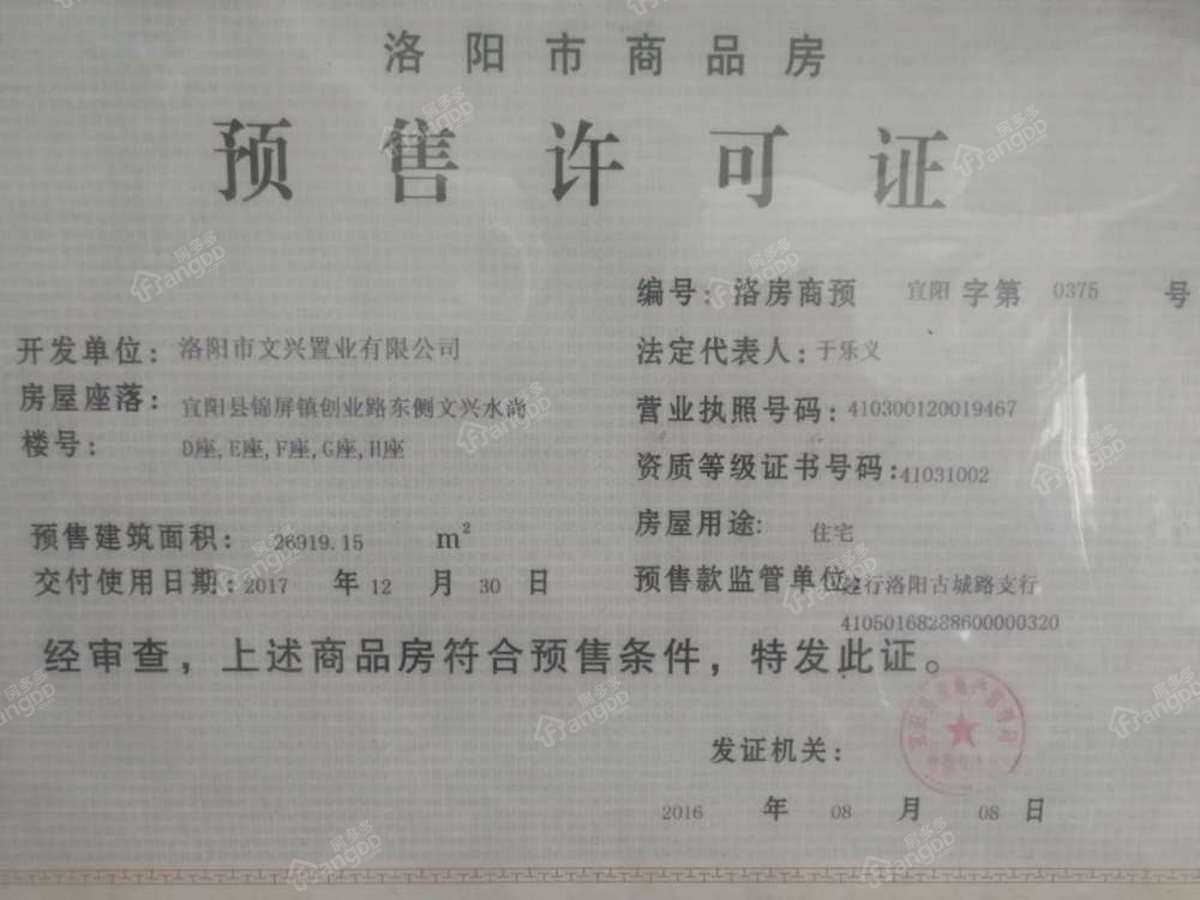 洛阳市商品房
预售许可证
编号：洛房商预 宜阳 字第 0375 号
开发单位：洛阳市文兴置业有限公司
法定代表人：于乐义
房屋座落：宜阳县锦屏镇创业路东侧文兴水尚
营业执照号码：410300120019467
楼号：D座,E座,F座,G座,H座
资质等级证书号码：41031002
房屋用途：住宅
预售建筑面积：26919.15 m²
交付使用日期：2017 年 12 月 30 日
预售款监管单位 建行洛阳古城路支行
41050168288600000320
经审查，上述商品房符合预售条件，特发此证。
发证机关：
2016 年 08 月 08 日
房多多
angDD